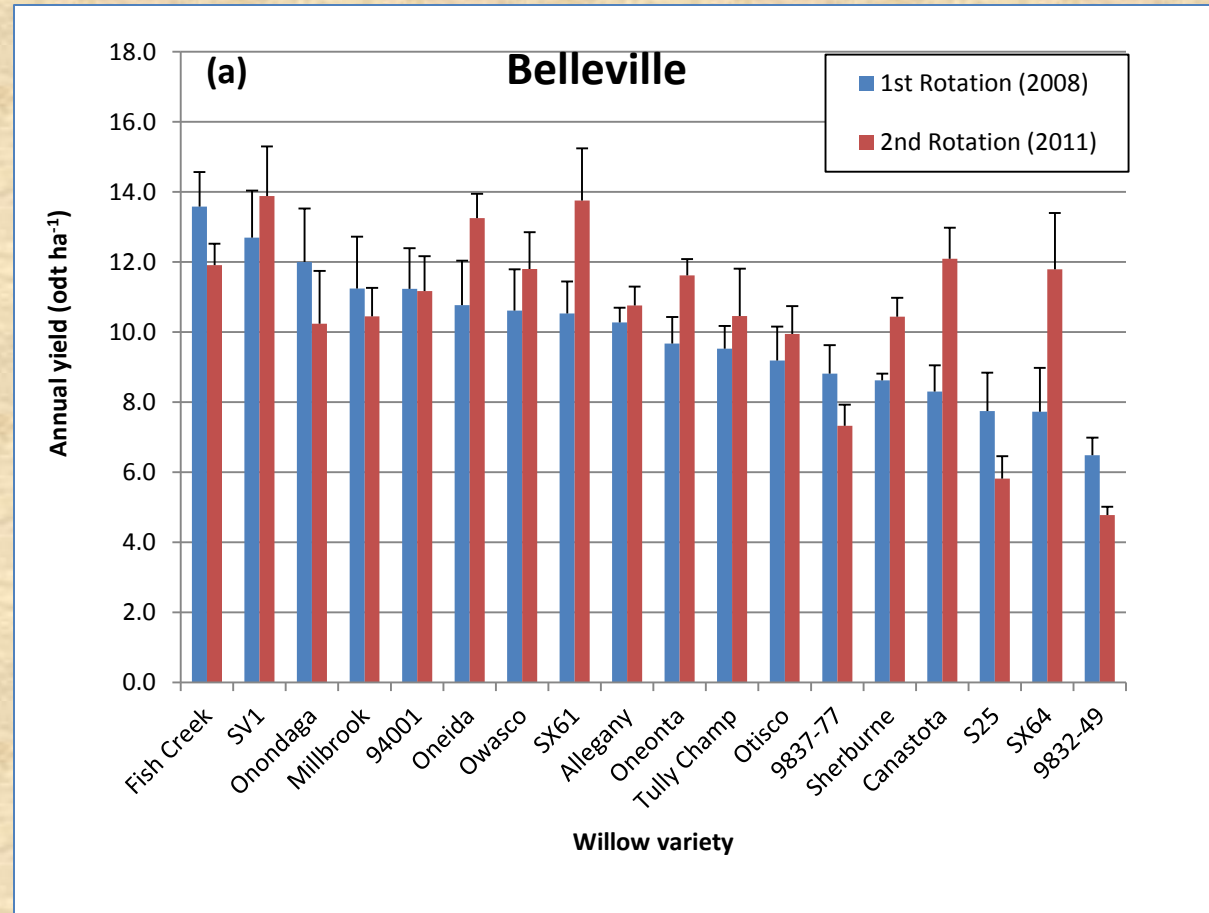 (a)
Belleville
1st Rotation (2008)
2nd Rotation (2011)
18.0
16.0
14.0
12.0
10.0
8.0
6.0
4.0
2.0
0.0
Annual yield (odt ha⁻¹)
Fish Creek
SV1
Onondaga
Millbrook
94001
Oneida
Owasco
SX61
Allegany
Oneonta
Tully Champ
Otisco
9837-77
Sherburne
Canastota
S25
SX64
9832-49
Willow variety